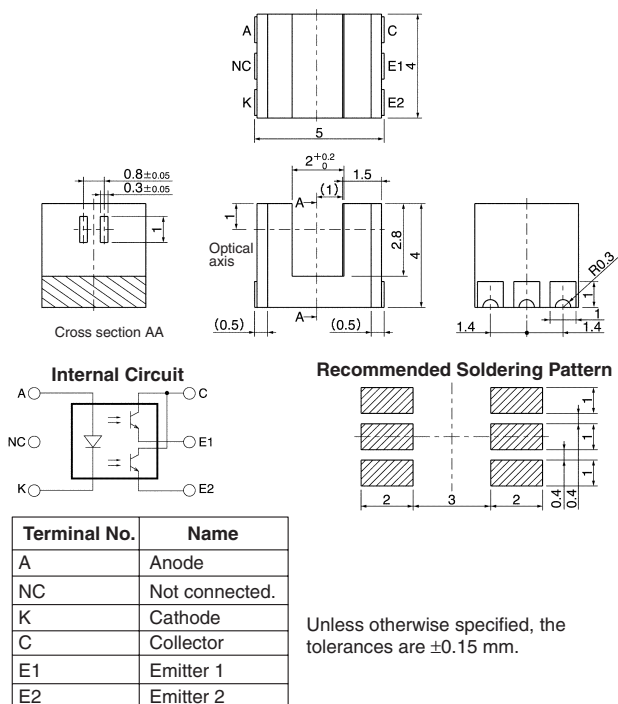 A C
NC E1 4
K E2
5
2 +0.2 0
1.5
0.8±0.05
0.3±0.05
A (1)
1
1
Optical
axis
2.8
4
R0.3
Cross section AA
(0.5) A (0.5)
1
1
1.4 1.4
Internal Circuit
A C
NC E1
K E2
Recommended Soldering Pattern
1
1
1
2 3 2
0.4
0.4
Terminal No. Name
A Anode
NC Not connected.
K Cathode
C Collector
E1 Emitter 1
E2 Emitter 2
Unless otherwise specified, the
tolerances are ±0.15 mm.